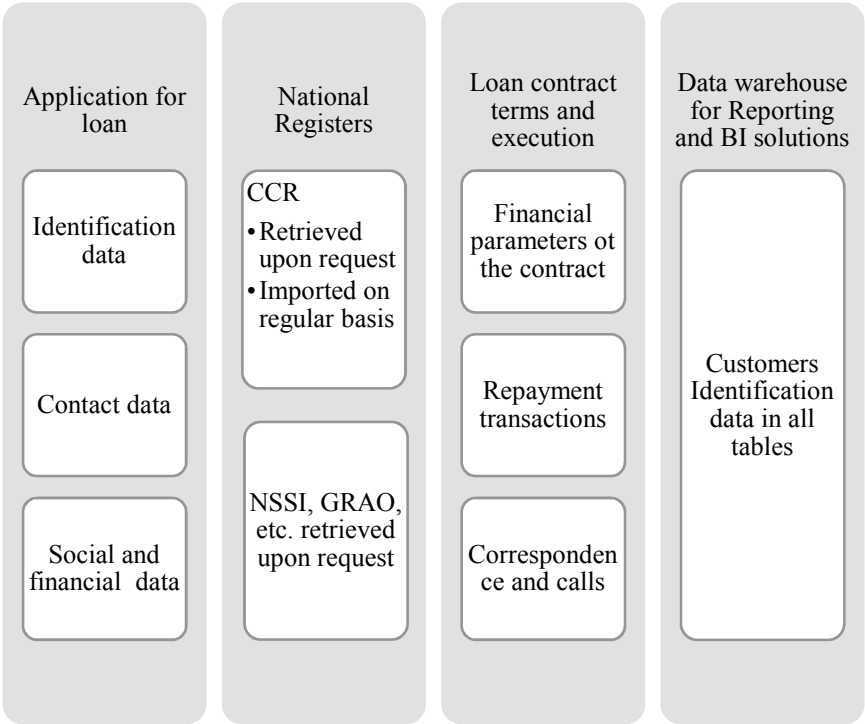 Application for
loan
Identification
data
Contact data
Social and
financial  data
National
Registers
CCR
•Retrieved
upon request
•Imported on
regular basis
NSSI, GRAO,
etc. retrieved
upon request
Loan contract
terms and
execution
Financial
parameters ot
the contract
Repayment
transactions
Corresponden
ce and calls
Data warehouse
for Reporting
and BI solutions
Customers
Identification
data in all
tables